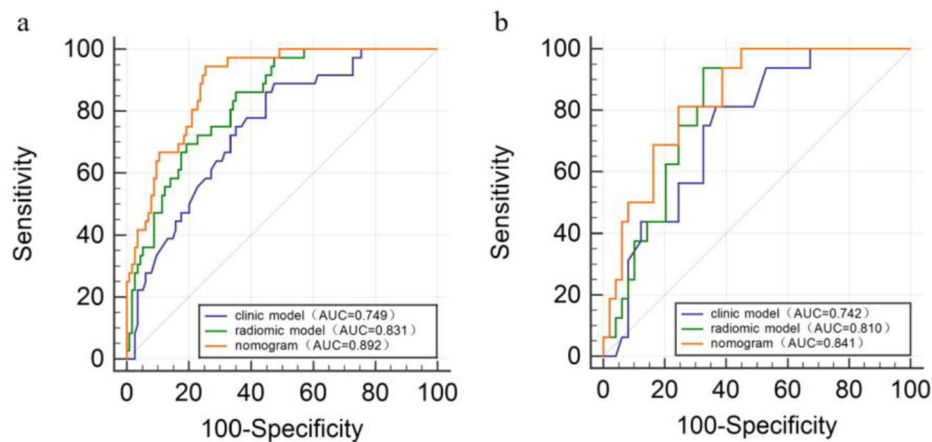 a
100
80
60
40
20
0
Sensitivity
clinic model（AUC=0.749）
radiomic model（AUC=0.831）
nomogram（AUC=0.892）
0 20 40 60 80 100
100-Specificity
b
100
80
60
40
20
0
Sensitivity
clinic model（AUC=0.742）
radiomic model（AUC=0.810）
nomogram（AUC=0.841）
0 20 40 60 80 100
100-Specificity